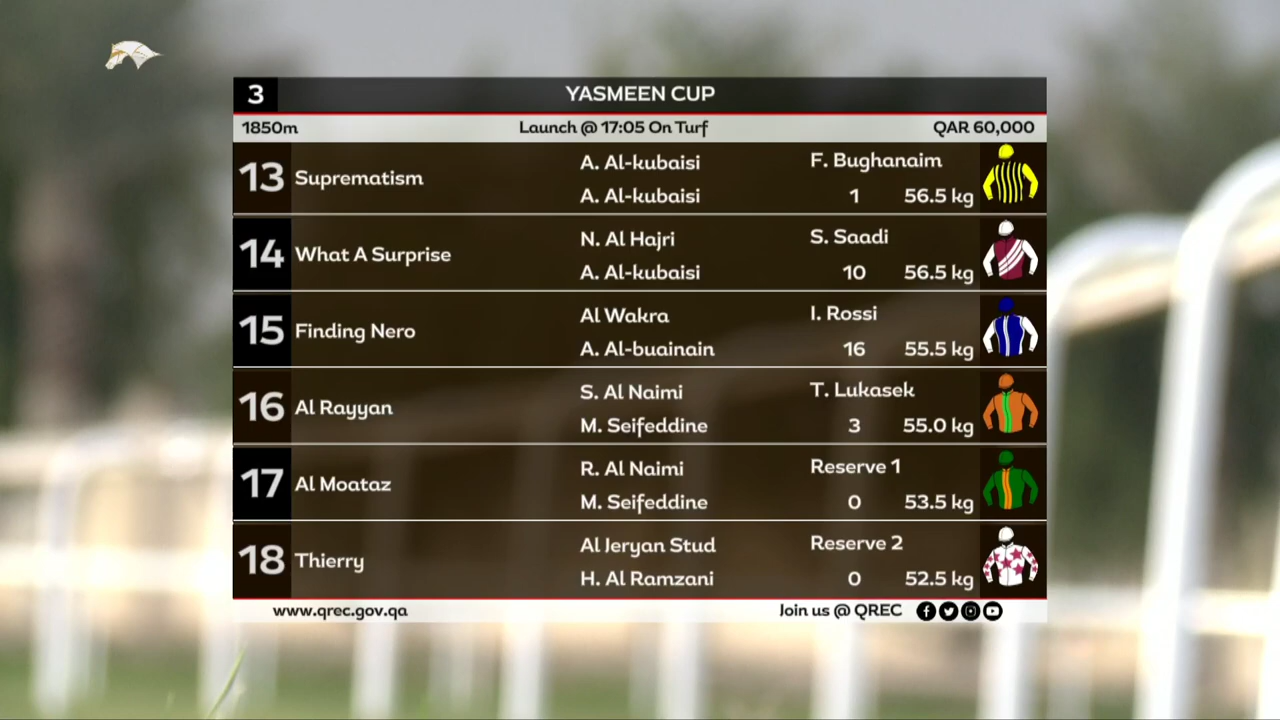 3 YASMEEN CUP
1850m Launch @ 17:05 On Turf QAR 60,000
13 Suprematism A. Al-kubaisi F. Bughanaim
A. Al-kubaisi 1 56.5 kg
14 What A Surprise N. Al Hajri S. Saadi
A. Al-kubaisi 10 56.5 kg
15 Finding Nero Al Wakra I. Rossi
A. Al-buainain 16 55.5 kg
16 Al Rayyan S. Al Naimi T. Lukasek
M. Seifeddine 3 55.0 kg
17 Al Moataz R. Al Naimi Reserve 1
M. Seifeddine 0 53.5 kg
18 Thierry Al Jeryan Stud Reserve 2
H. Al Ramzani 0 52.5 kg
www.qrec.gov.qa Join us @ QREC